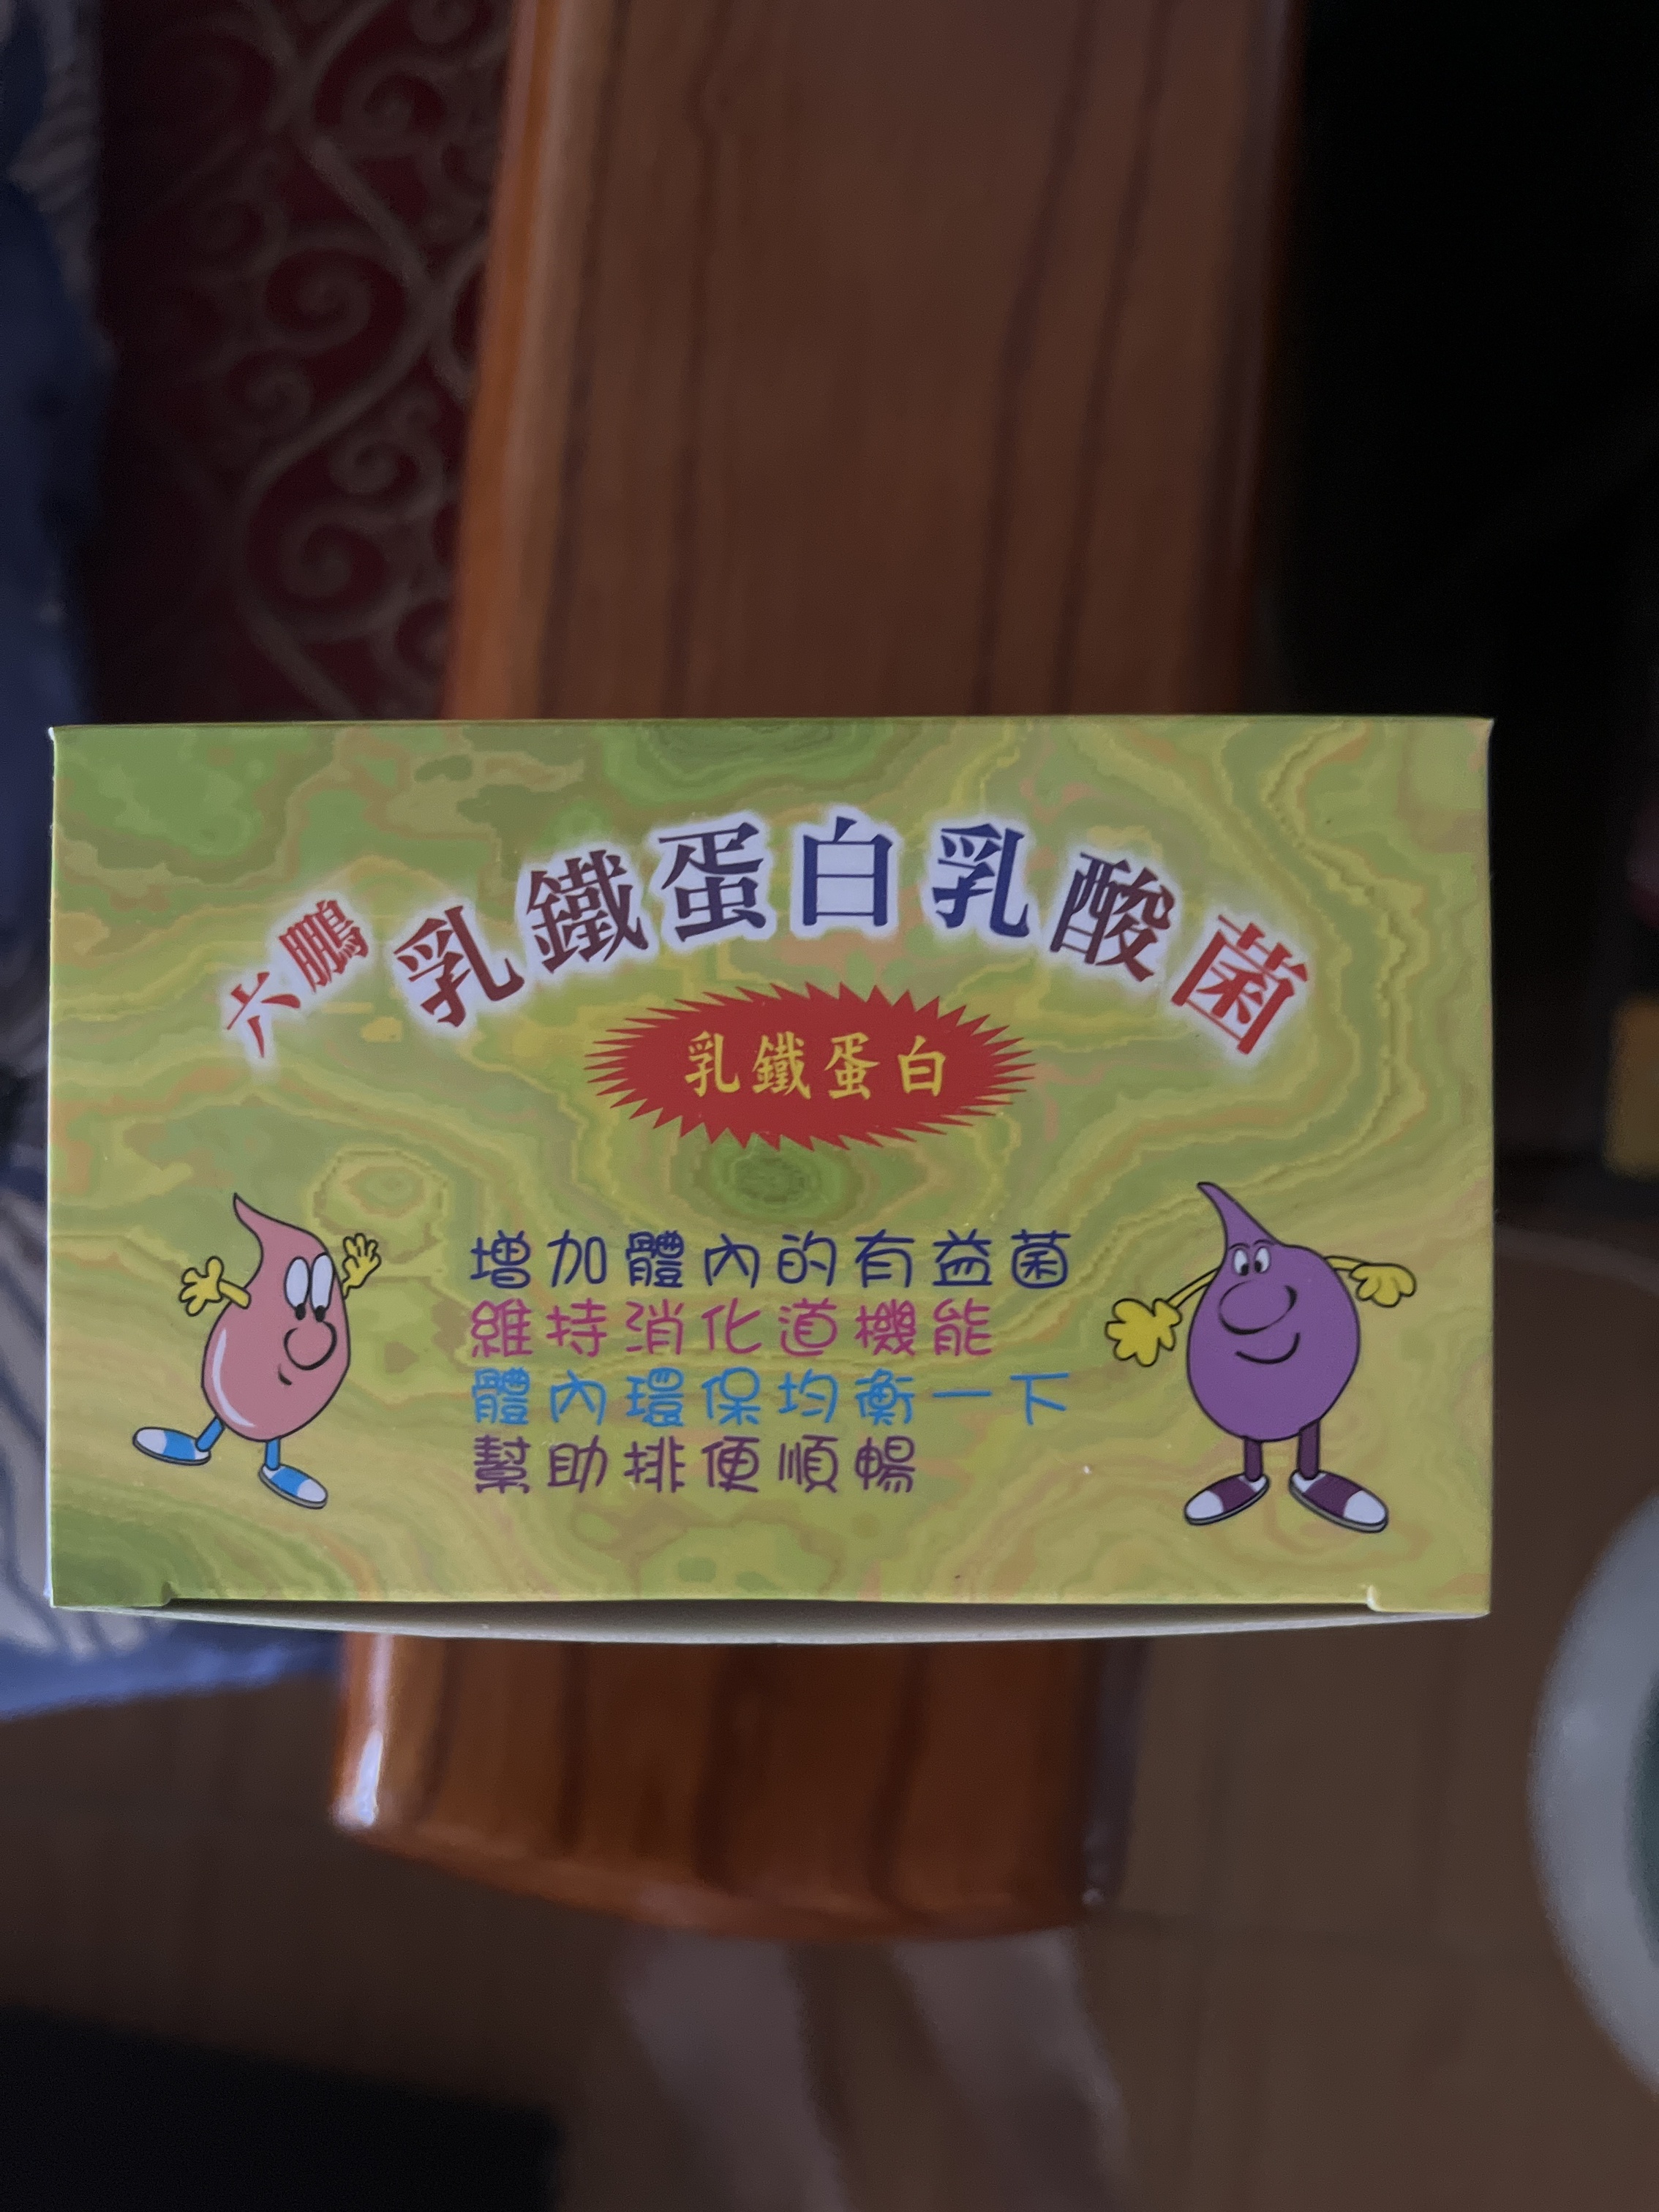 六鵬乳鐵蛋白乳酸菌
乳鐵蛋白
增加體內的有益菌
維持消化道機能
體內環保均衡一下
幫助排便順暢